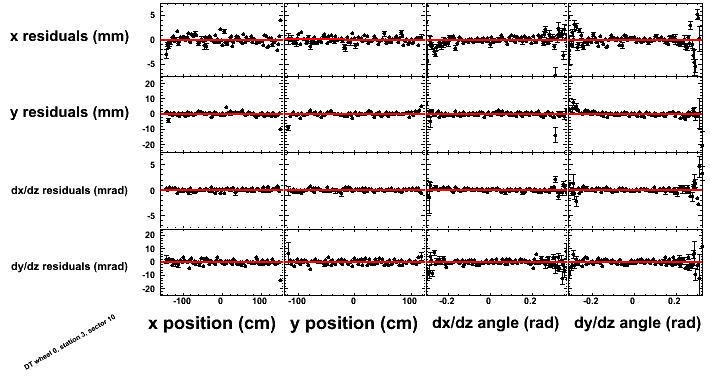 x residuals (mm)
5
0
-5
y residuals (mm)
20
10
0
-10
-20
dx/dz residuals (mrad)
5
0
-5
dy/dz residuals (mrad)
20
10
0
-10
-20
-100 0 100 -100 0 100 -0.2 0 0.2 -0.2 0 0.2
x position (cm) y position (cm) dx/dz angle (rad) dy/dz angle (rad)
DT wheel 0, station 3, sector 10